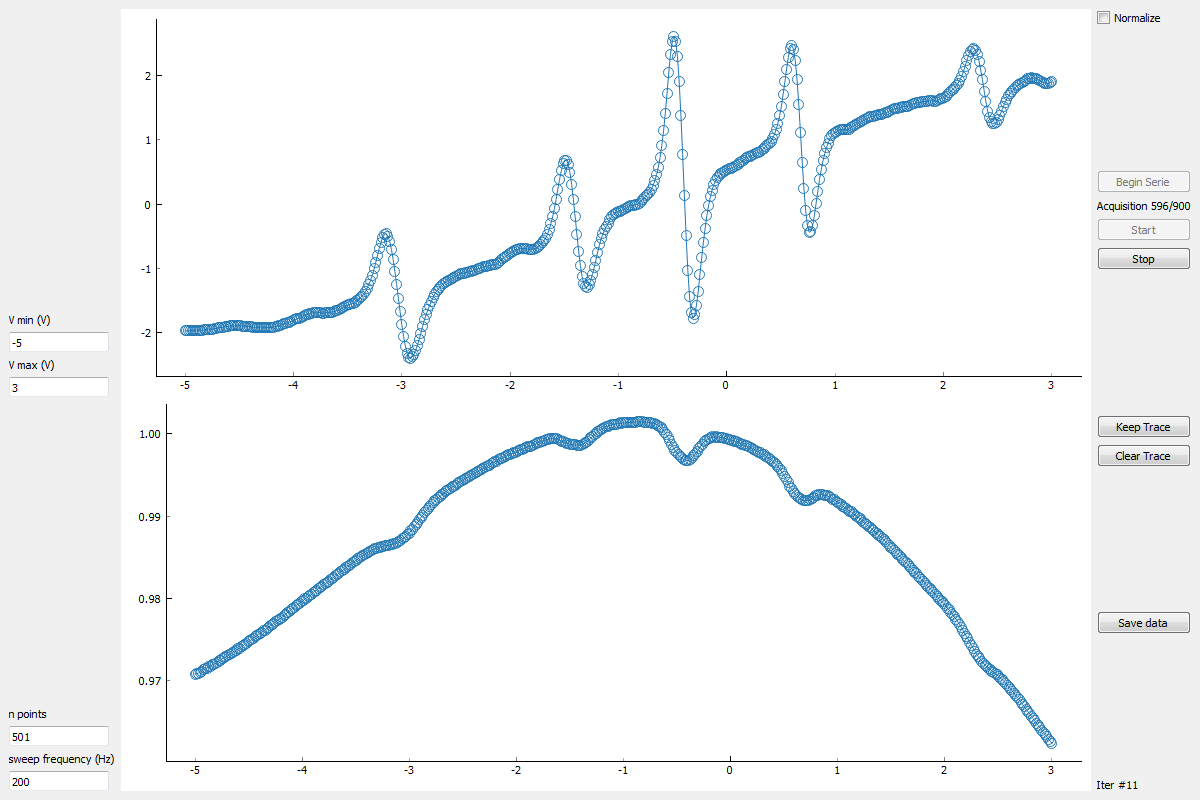 Normalize
2
1
0
-1
-2
-5
-4
-3
-2
-1
0
1
2
3
Begin Serie
Acquisition 596/900
Start
Stop
V min (V)
-5
V max (V)
3
1.00
0.99
0.98
0.97
-5
-4
-3
-2
-1
0
1
2
3
Keep Trace
Clear Trace
Save data
n points
501
sweep frequency (Hz)
200
Iter #11